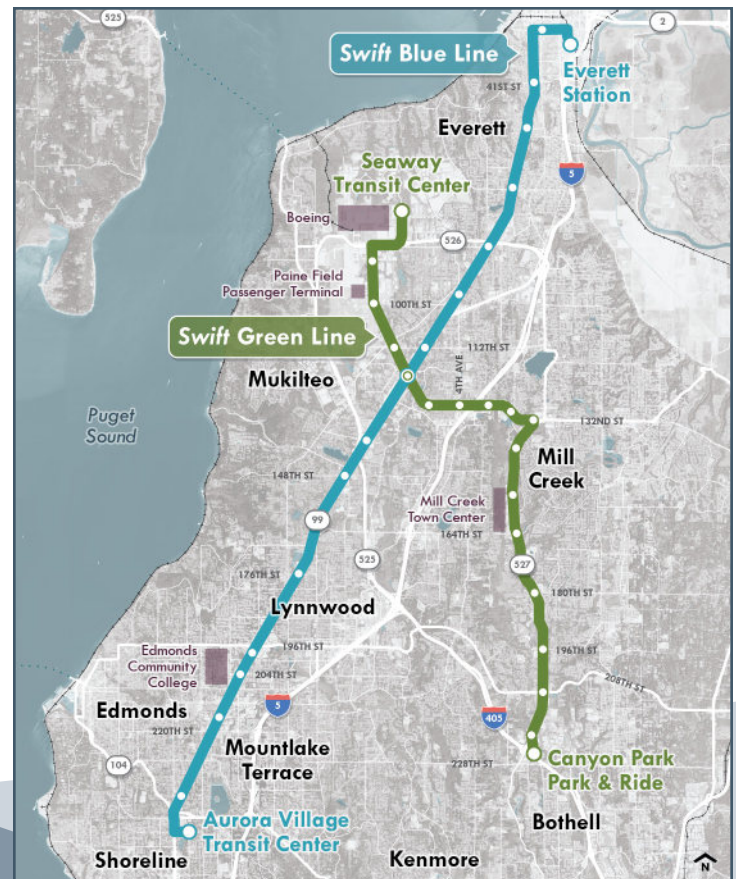 525
2
Swift Blue Line
Everett
Station
41ST ST
Everett
Seaway
Transit Center
5
Boeing
526
Paine Field
Passenger Terminal
100TH ST
Swift Green Line
112TH ST
4TH AVE
Mukilteo
Puget
Sound
132ND ST
Mill
Creek
148TH ST
Mill Creek
Town Center
99
164TH ST
525
527
176TH ST
180TH ST
Lynnwood
196TH ST
196TH ST
Edmonds
Community
College
204TH ST
208TH ST
Edmonds
5
405
220TH ST
Mountlake
Terrace
104
228TH ST
Canyon Park
Park & Ride
Aurora Village
Transit Center
Bothell
Shoreline
Kenmore
N